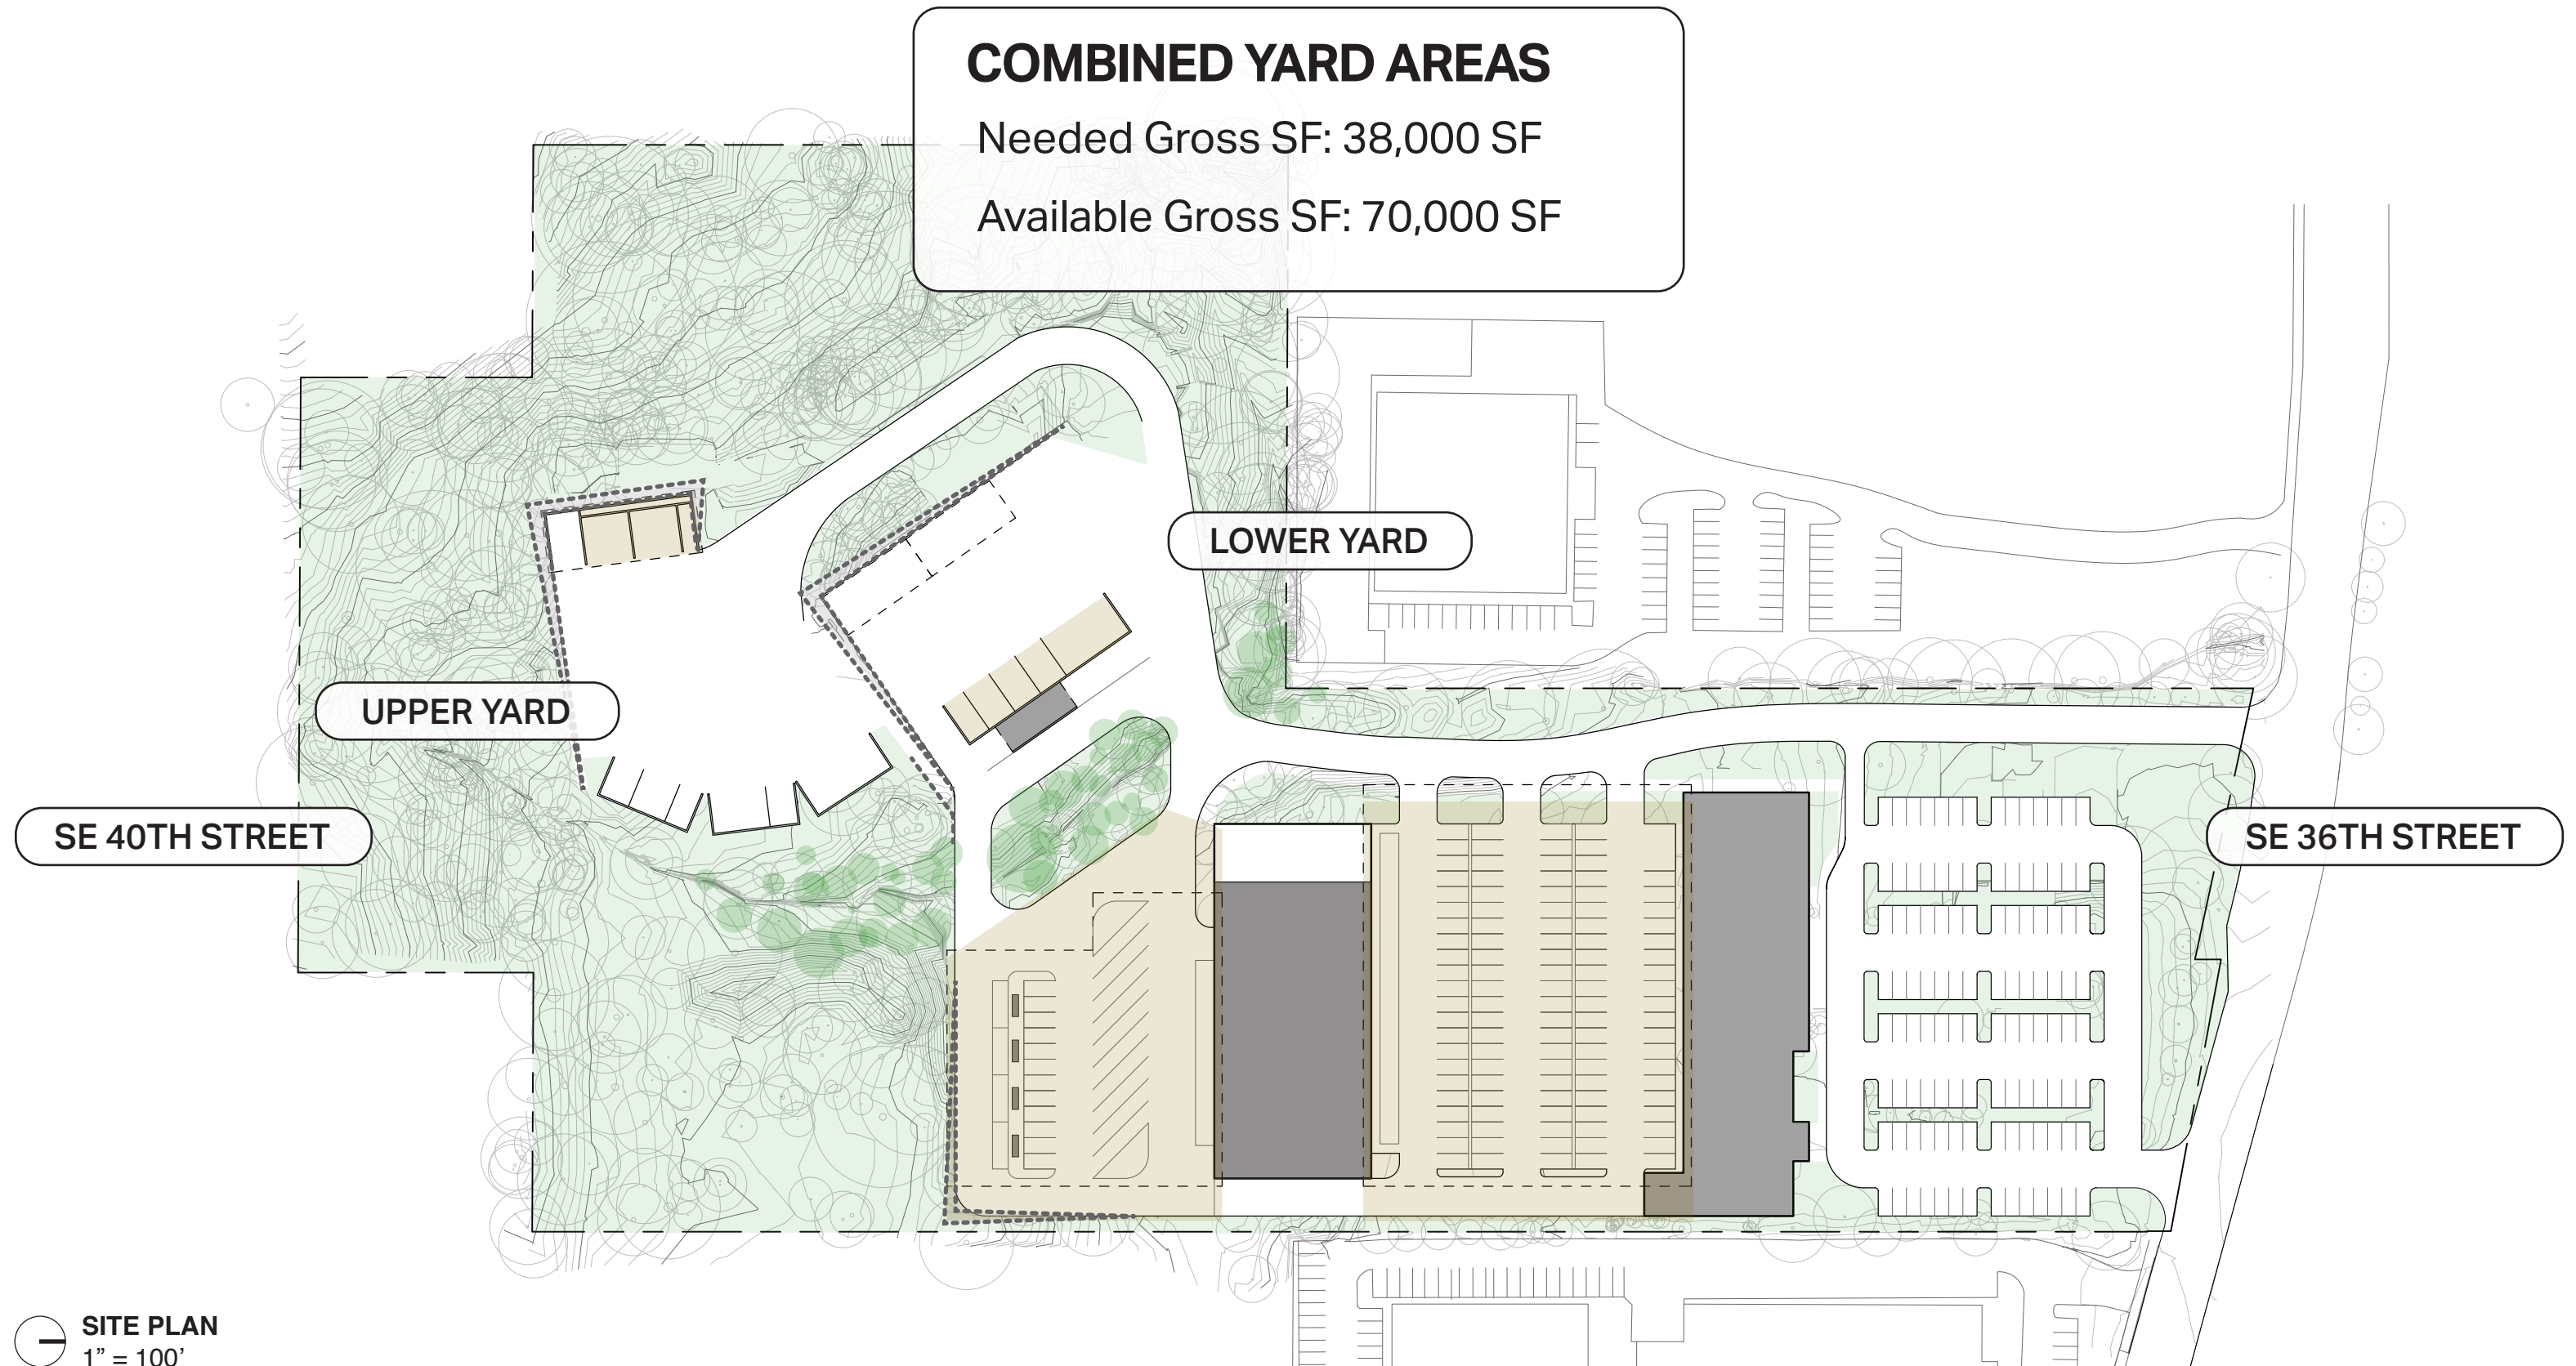 COMBINED YARD AREAS
Needed Gross SF: 38,000 SF
Available Gross SF: 70,000 SF
LOWER YARD
UPPER YARD
SE 40TH STREET
SE 36TH STREET
SITE PLAN
1” = 100’